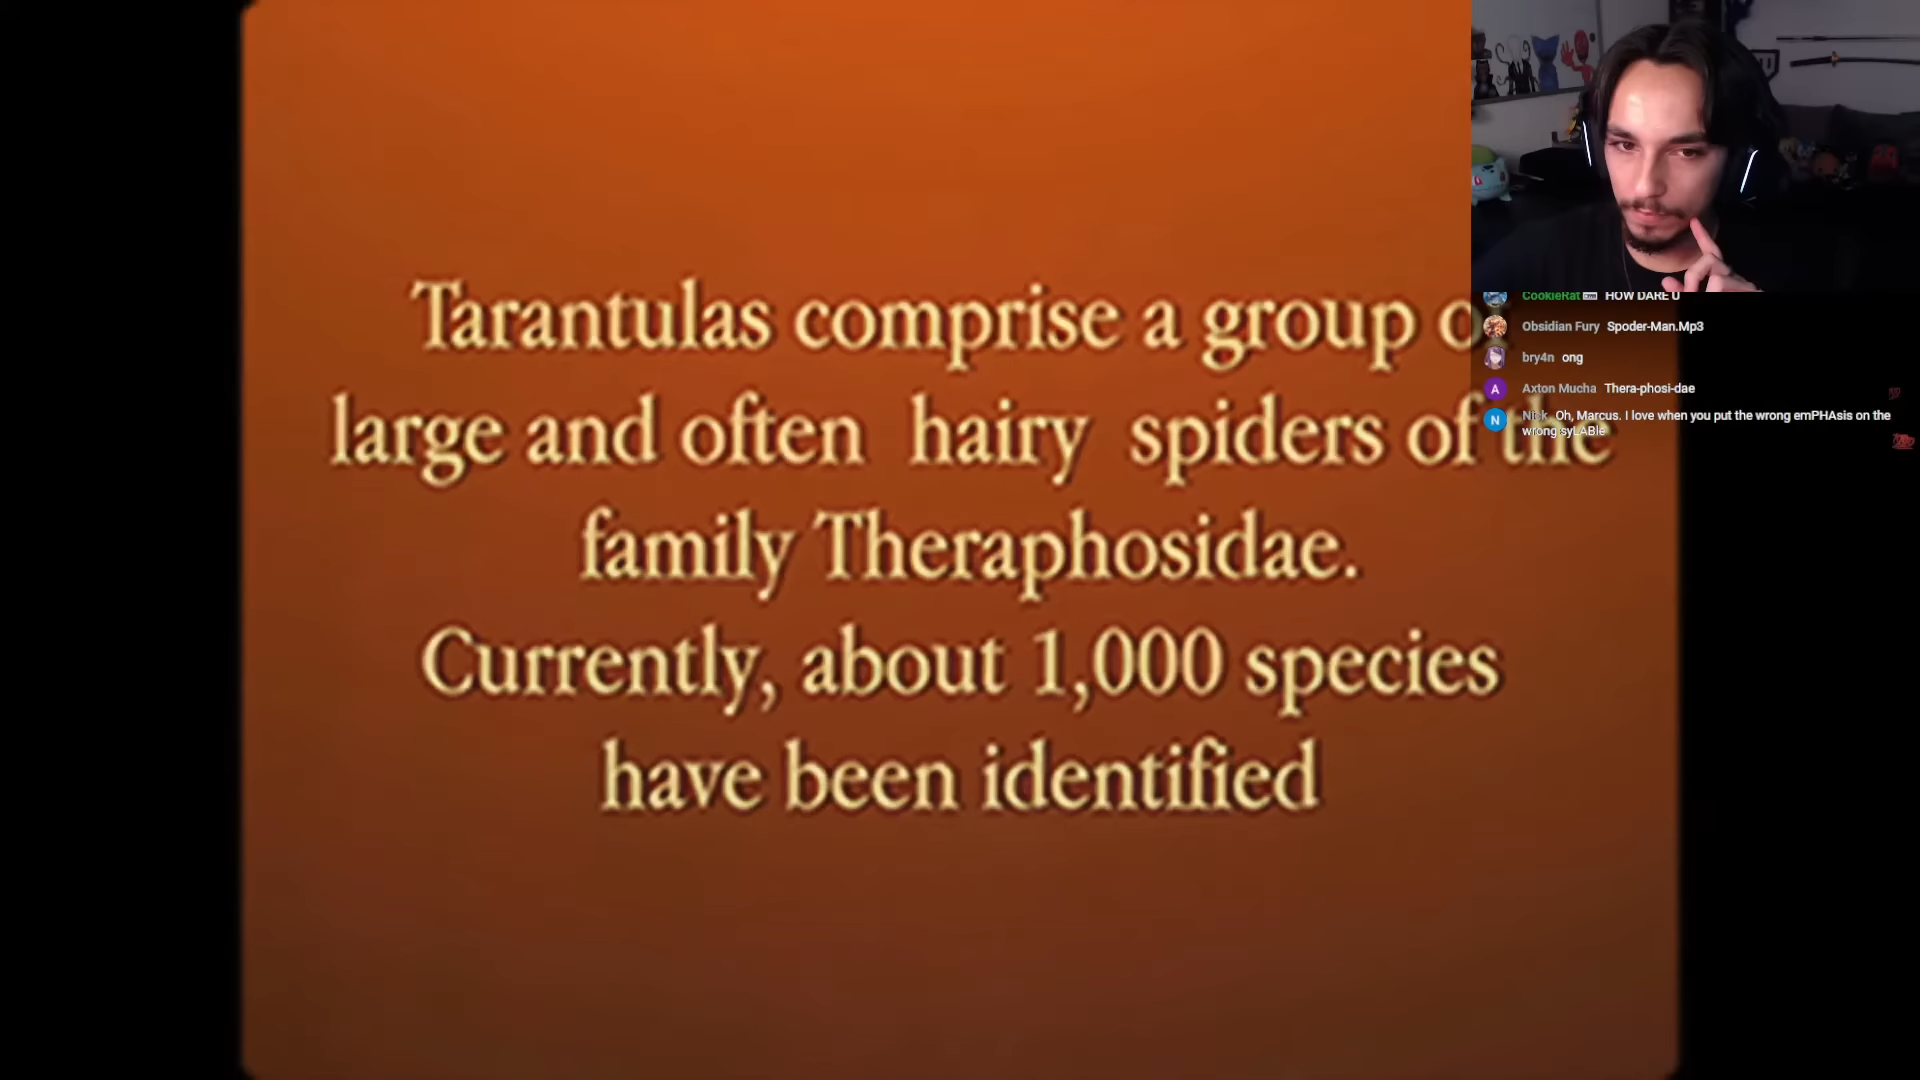 Tarantulas comprise a group
large and often hairy spiders of the
family Theraphosidae.
Currently, about 1,000 species
have been identified
CookieRat HOW DARE U
Obsidian Fury Spoder-Man.Mp3
bry4n ong
A Axton Mucha Thera-phosi-dae
N Nick Oh, Marcus. I love when you put the wrong emPHAsis on the
wrong syLABle